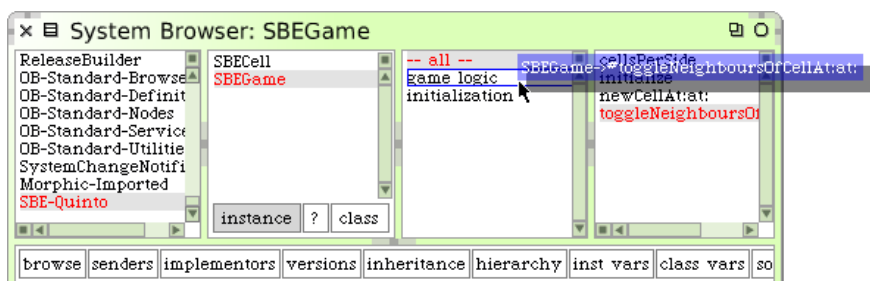 System Browser: SBEGame
ReleaseBuilder
OB-Standard-Browse
OB-Standard-Definit
OB-Standard-Nodes
OB-Standard-Service
OB-Standard-Utilitie
SystemChangeNotifi
Morphic-Imported
SBE-Quinto
SBECell
SBEGame
instance ? class
-- all --
game logic
initialization
SBEGame->#toggleNeighboursOfCellAt:at:
cellsPerSide
initialize
newCellAt:at:
toggleNeighboursOf
browse senders implementors versions inheritance hierarchy inst vars class vars so